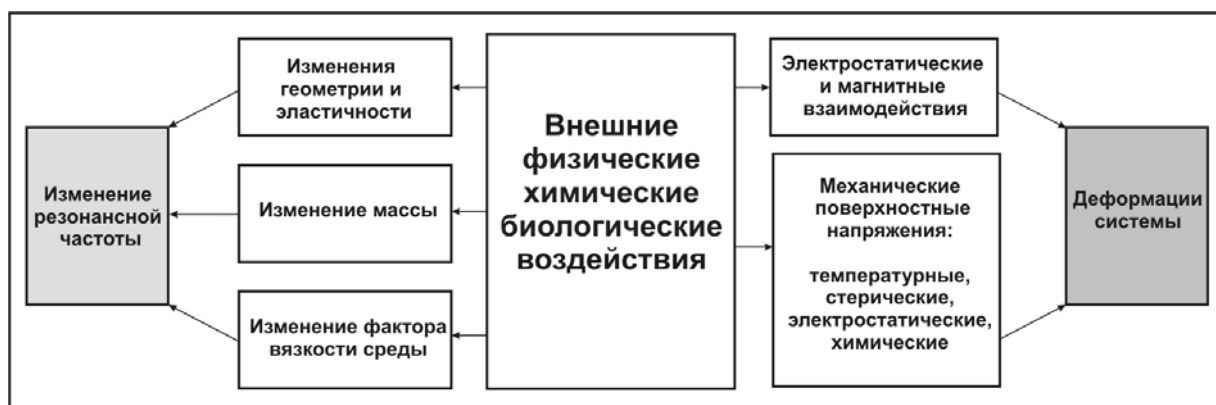 Изменение
резонансной
частоты
Изменения
геометрии и
эластичности
Изменение массы
Изменение фактора
вязкости среды
Внешние
физические
химические
биологические
воздействия
Электростатические
и магнитные
взаимодействия
Механические
поверхностные
напряжения:
температурные,
стерические,
электростатические,
химические
Деформации
системы